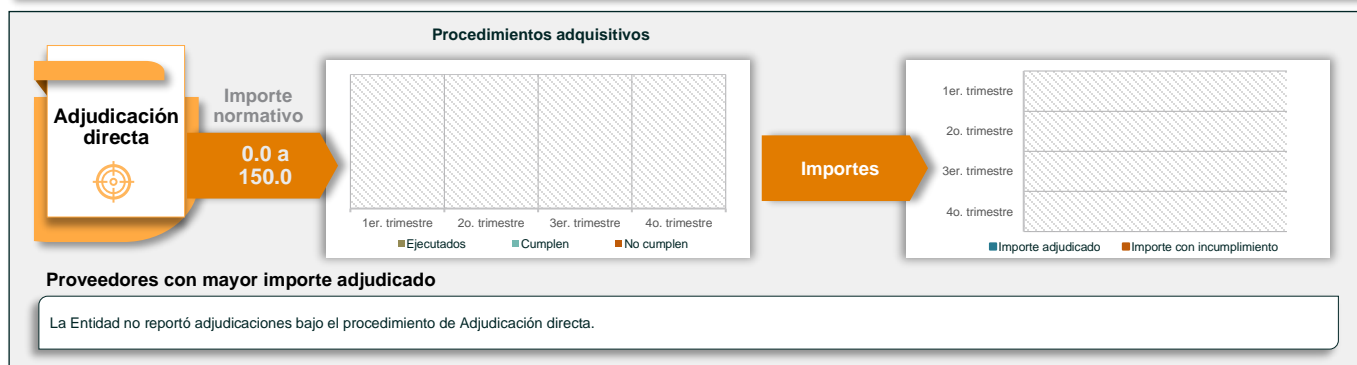 Procedimientos adquisitivos
Adjudicación
directa
Importe
normativo
0.0 a
150.0
1er. trimestre
2o. trimestre
3er. trimestre
4o. trimestre
Ejecutados
Cumplen
No cumplen
Importes
1er. trimestre
2o. trimestre
3er. trimestre
4o. trimestre
Importe adjudicado
Importe con incumplimiento
Proveedores con mayor importe adjudicado
La Entidad no reportó adjudicaciones bajo el procedimiento de Adjudicación directa.